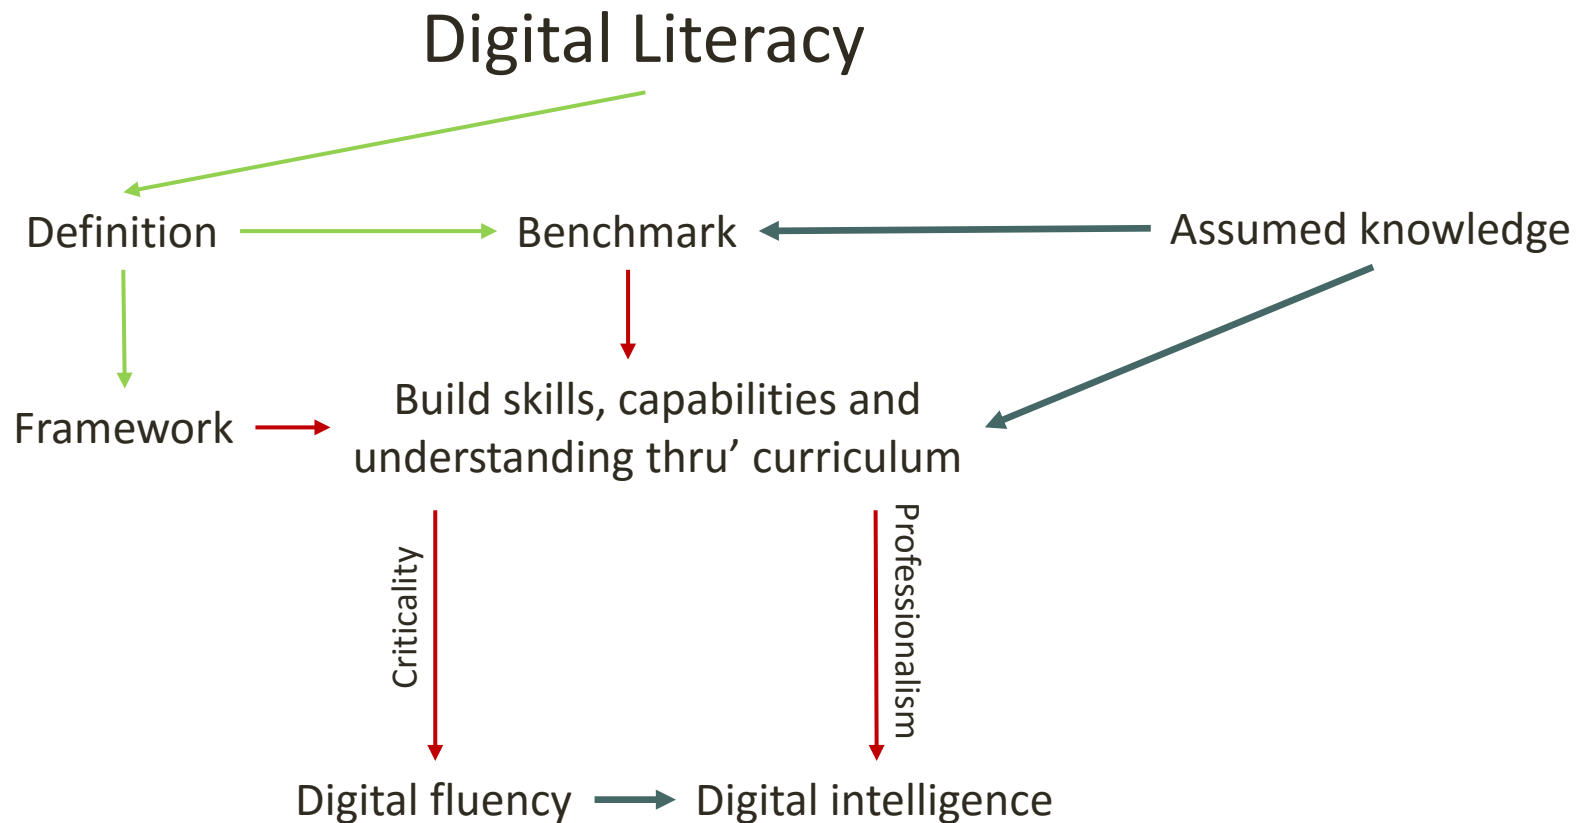 Digital Literacy
Definition
Benchmark
Assumed knowledge
Framework
Build skills, capabilities and
understanding thru’ curriculum
Criticality
Professionalism
Digital fluency
Digital intelligence